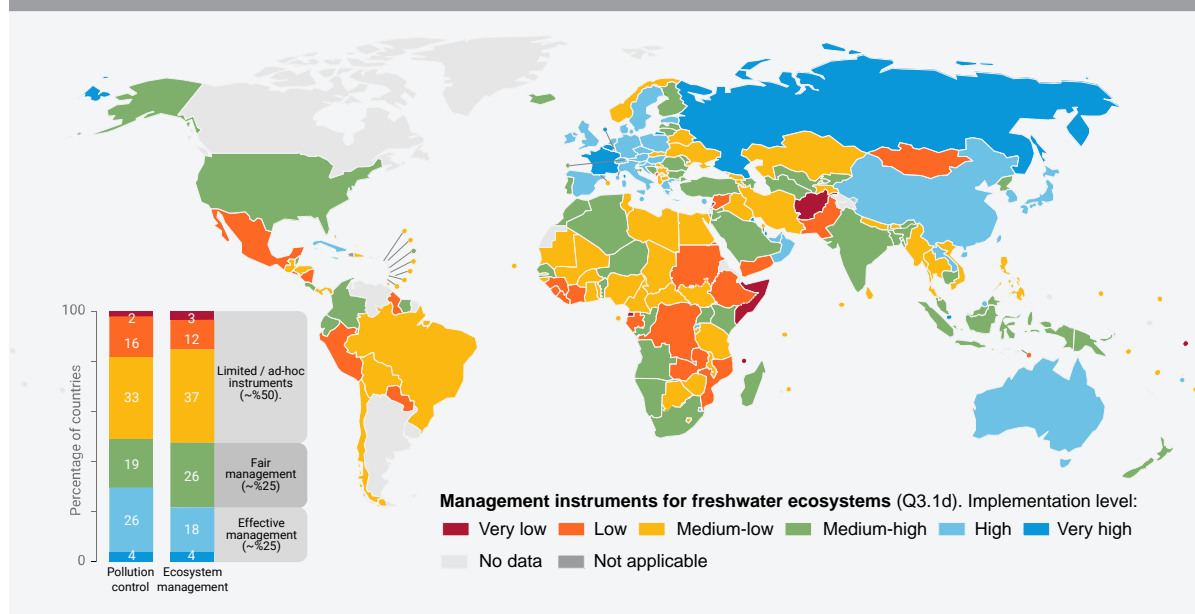 100
Percentage of countries
0
2
16
33
19
26
4
3
12
37
26
18
4
Limited / ad-hoc
instruments
(~%50).
Fair
management
(~%25)
Effective
management
(~%25)
Pollution
control
Ecosystem
management
Management instruments for freshwater ecosystems (Q3.1d). Implementation level:
Very low Low Medium-low Medium-high High Very high
No data Not applicable